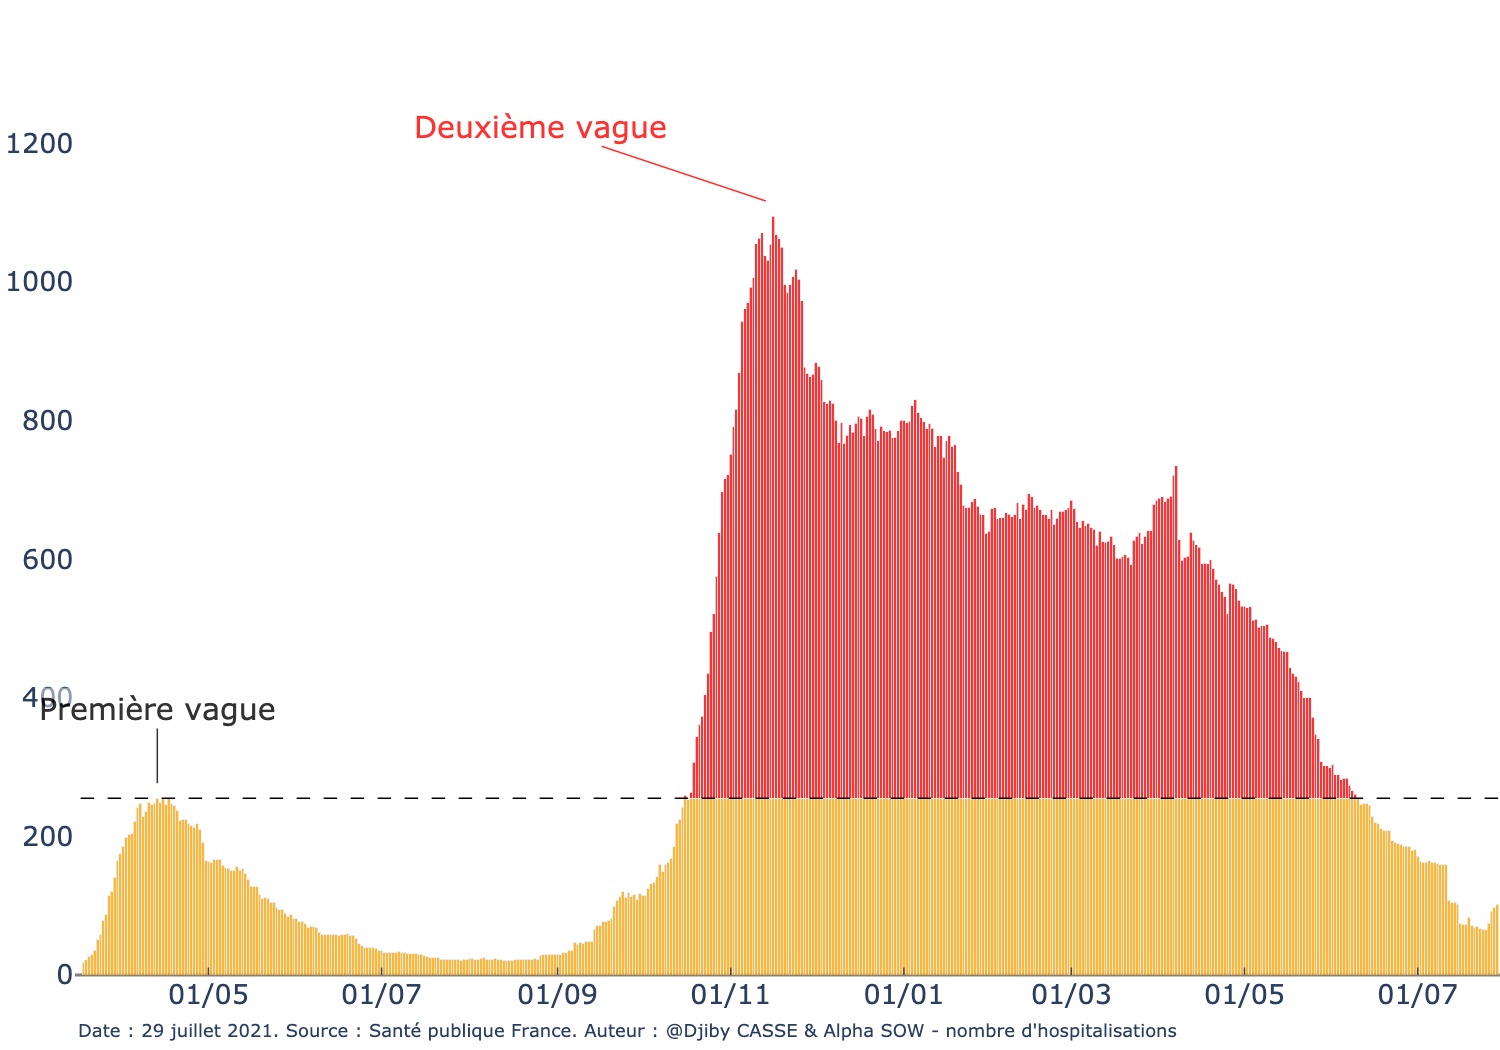 1200
Deuxième vague
1000
800
600
400
Première vague
200
0
01/05 01/07 01/09 01/11 01/01 01/03 01/05 01/07
Date : 29 juillet 2021. Source : Santé publique France. Auteur : @Djiby CASSE & Alpha SOW - nombre d'hospitalisations